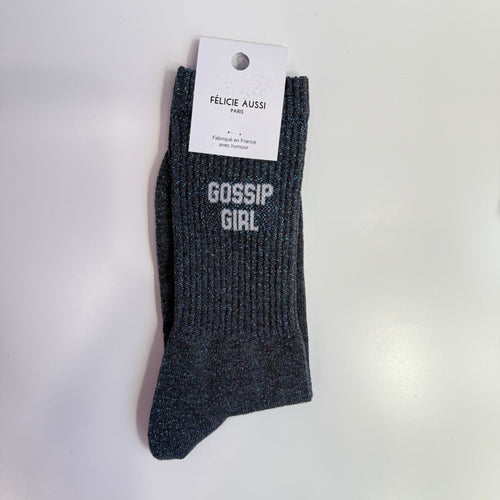 FÉLICIE AUSSI
PARIS
Fabriqué en France
avec humour
GOSSIP
GIRL